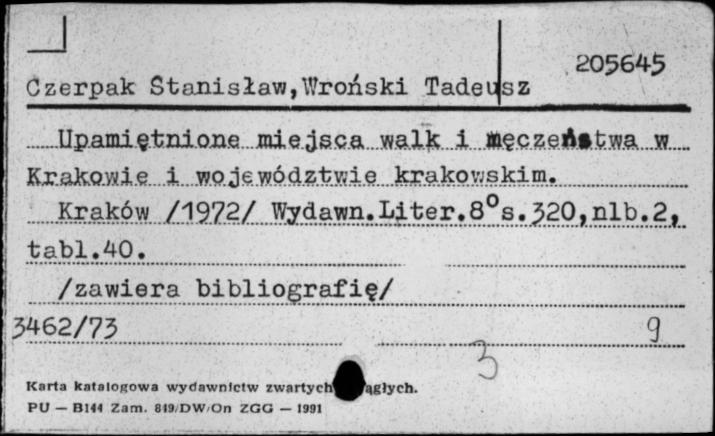 205645
Czerpak Stanisław,Wroński Tadeusz
Upamiętnione miejsca walk i męczeństwa w
Krakowie i województwie krakowskim.
Kraków /1972/ Wydawn.Liter.8°s.320,nlb.2,
tabl.40.
/zawiera bibliografię/
3462/73 9
3
Karta katalogowa wydawnictw zwartych ągłych.
PU — B144 Zam. 819/DW/On ZGG — 1991